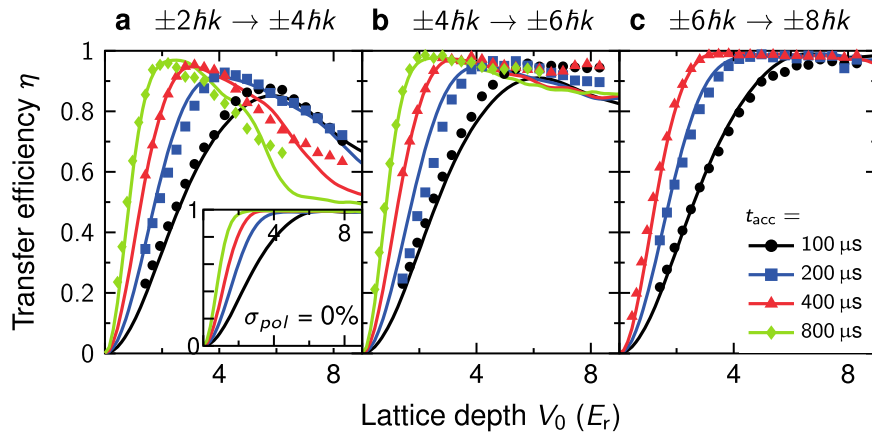 a ±2ħk → ±4ħk
b ±4ħk → ±6ħk
c ±6ħk → ±8ħk
Transfer efficiency η
1
0.8
0.6
0.4
0.2
0
4
8
1
0
4
8
σpol = 0%
4
8
4
8
tacc =
100 µs
200 µs
400 µs
800 µs
Lattice depth V0 (Er)